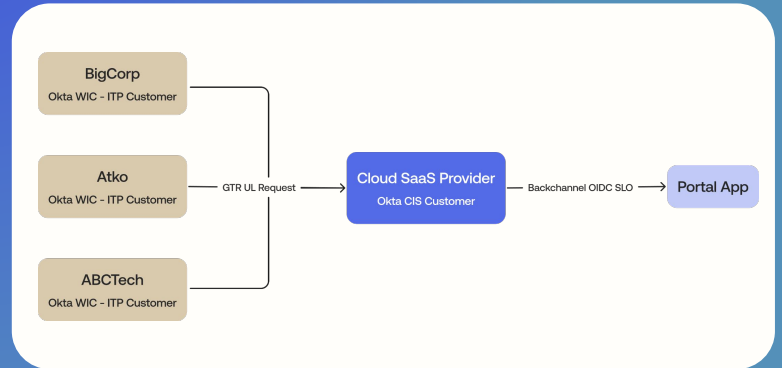 BigCorp
Okta WIC - ITP Customer
Atko
Okta WIC - ITP Customer
GTR UL Request
Cloud SaaS Provider
Okta CIS Customer
Backchannel OIDC SLO
Portal App
ABCTech
Okta WIC - ITP Customer